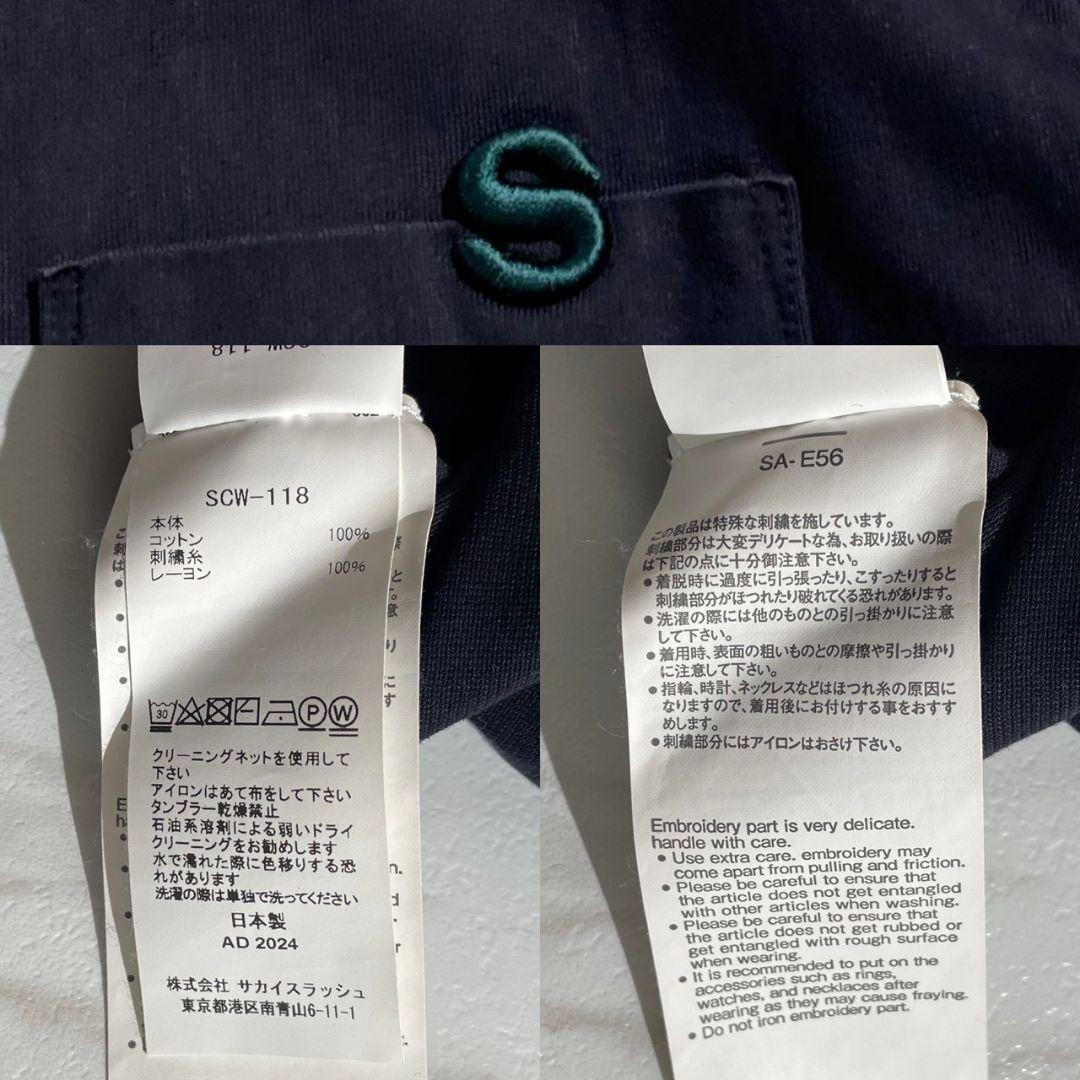 S
SCW-118
SCW-118
本体
コットン 100%
刺繍糸
レーヨン 100%
30
P W
クリーニングネットを使用して
下さい
アイロンはあて布をして下さい
タンブラー乾燥禁止
石油系溶剤による弱いドライ
クリーニングをお勧めします
水で濡れた際に色移りする恐
れがあります
洗濯の際は単独で洗ってください
日本製
AD 2024
株式会社 サカイスラッシュ
東京都港区南青山6-11-1
SA-E56
この製品は特殊な刺繍を施しています。
刺繍部分は大変デリケートな為、お取り扱いの際
は下記の点に十分御注意下さい。
●着脱時に過度に引っ張ったり、こすったりすると
刺繍部分がほつれたり破れてくる恐れがあります。
●洗濯の際には他のものとの引っ掛かりに注意
して下さい。
●着用時、表面の粗いものとの摩擦や引っ掛かり
に注意して下さい。
●指輪、時計、ネックレスなどはほつれ糸の原因に
なりますので、着用後にお付けする事をおすす
めします。
●刺繍部分にはアイロンはおさけ下さい。
Embroidery part is very delicate.
handle with care.
● Use extra care. embroidery may
come apart from pulling and friction.
● Please be careful to ensure that
the article does not get entangled
with other articles when washing.
● Please be careful to ensure that
the article does not get rubbed or
get entangled with rough surface
when wearing.
● It is recommended to put on the
accessories such as rings,
watches, and necklaces after
wearing as they may cause fraying.
● Do not iron embroidery part.